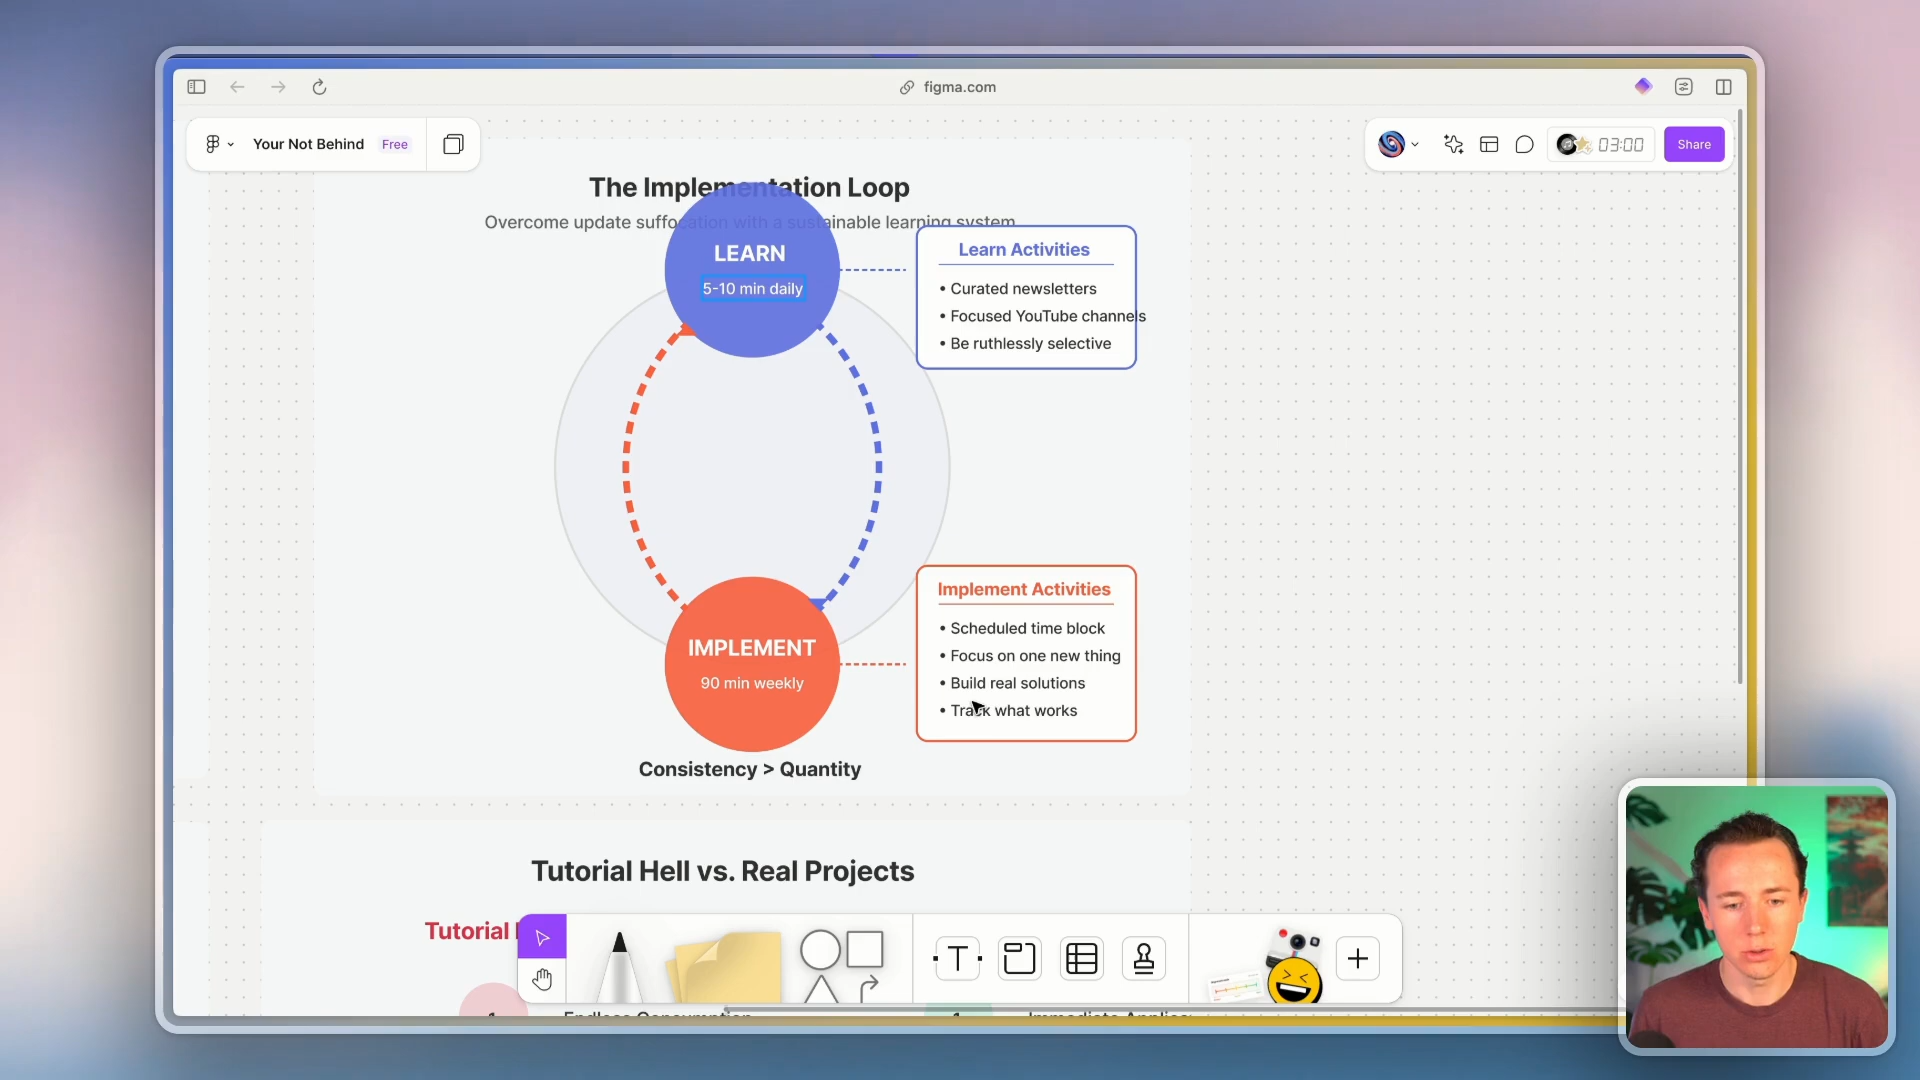 figma.com
Your Not Behind Free
03:00
Share
The Implementation Loop
Overcome update suffocation with a sustainable learning system
LEARN
5-10 min daily
Learn Activities
• Curated newsletters
• Focused YouTube channels
• Be ruthlessly selective
IMPLEMENT
90 min weekly
Implement Activities
• Scheduled time block
• Focus on one new thing
• Build real solutions
• Track what works
Consistency > Quantity
Tutorial Hell vs. Real Projects
Tutorial
T